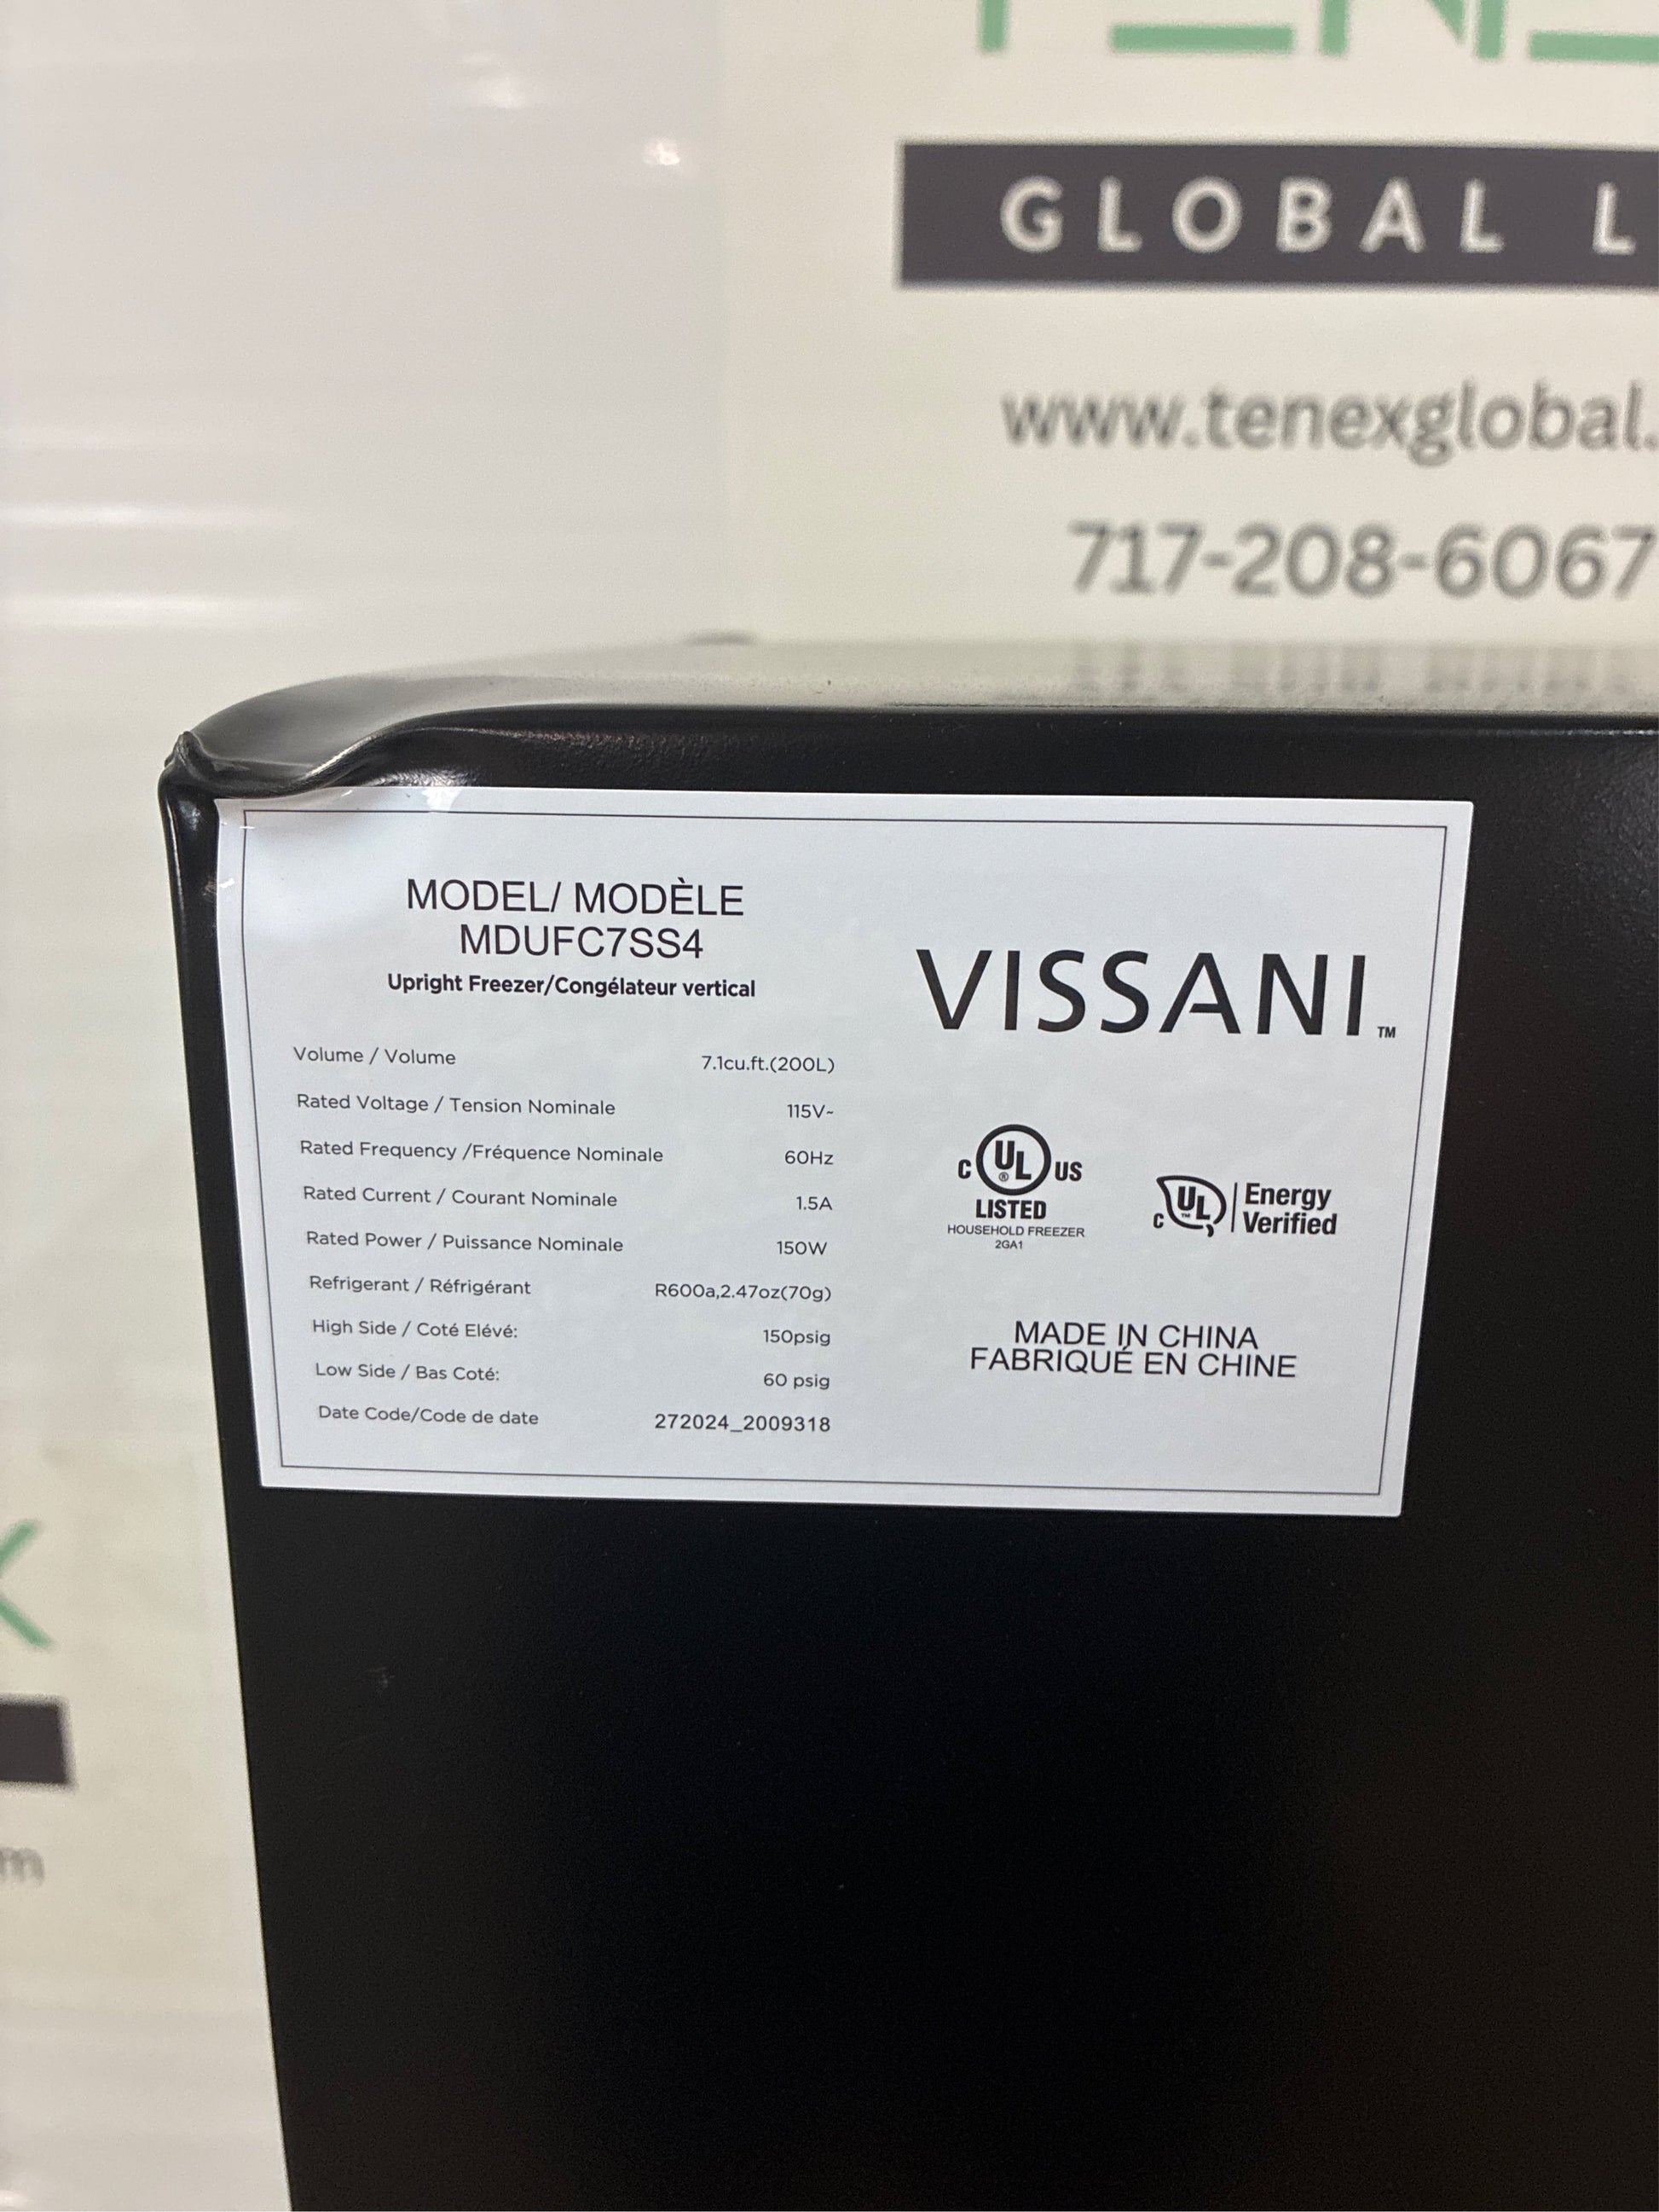 GLOBAL L
www.tenexglobal.
717-208-6067
MODEL/ MODÈLE
MDUFC7SS4
Upright Freezer/Congélateur vertical
Volume / Volume 7.1cu.ft.(200L)
Rated Voltage / Tension Nominale 115V~
Rated Frequency /Fréquence Nominale 60Hz
Rated Current / Courant Nominale 1.5A
Rated Power / Puissance Nominale 150W
Refrigerant / Réfrigérant R600a,2.47oz(70g)
High Side / Coté Elévé: 150psig
Low Side / Bas Coté: 60 psig
Date Code/Code de date 272024_2009318
VISSANI™
C UL® US
LISTED
HOUSEHOLD FREEZER
2GA1
C UL™ Energy
Verified
MADE IN CHINA
FABRIQUÉ EN CHINE
X
m